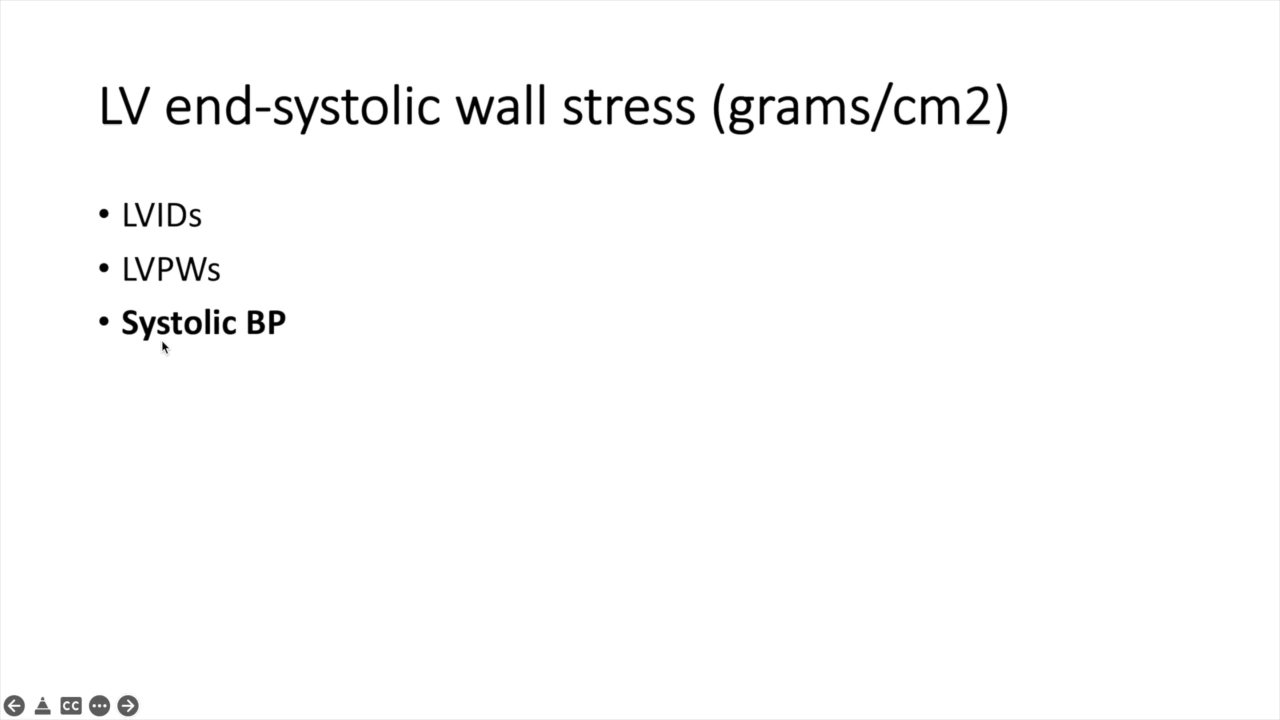 LV end-systolic wall stress (grams/cm2)
• LVIDs
• LVPWs
• Systolic BP
CC